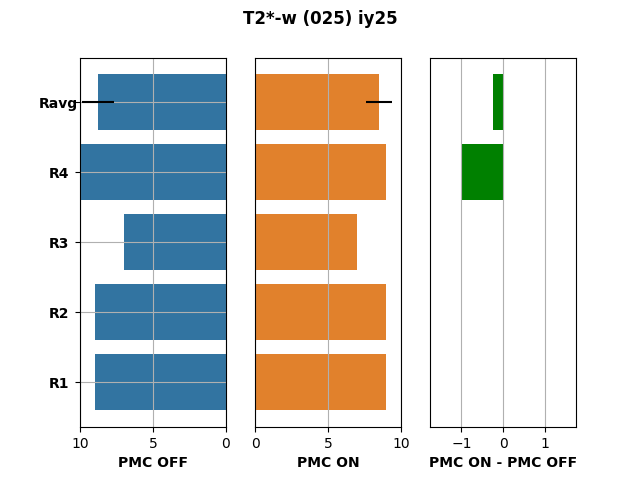 T2*-w (025) iy25
Ravg
R4
R3
R2
R1
10 5 0
0 5 10
−1 0 1
PMC OFF
PMC ON
PMC ON - PMC OFF